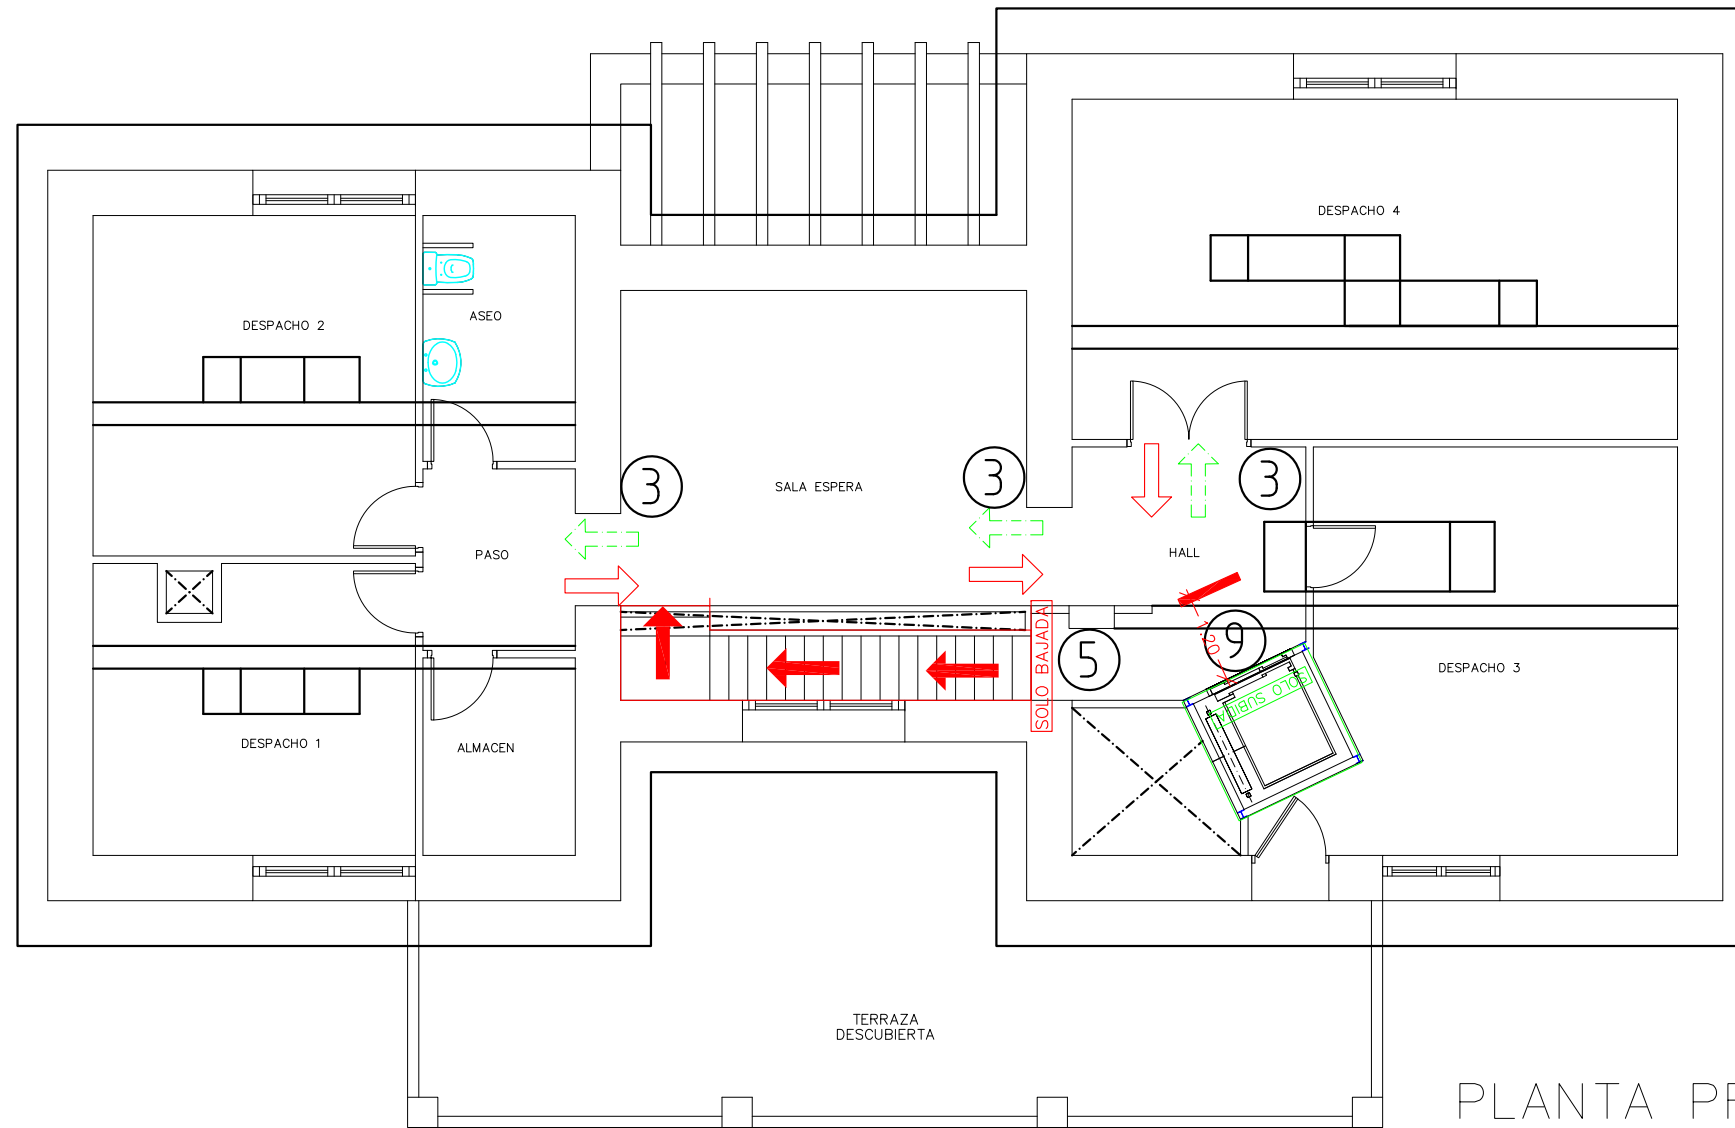 DESPACHO 4
ASEO
DESPACHO 2
3
3
3
SALA ESPERA
PASO
HALL
1.20
9
SOLO BAJADA
5
DESPACHO 3
SOLO SUBIDA
DESPACHO 1
ALMACEN
TERRAZA
DESCUBIERTA
PLANTA PR